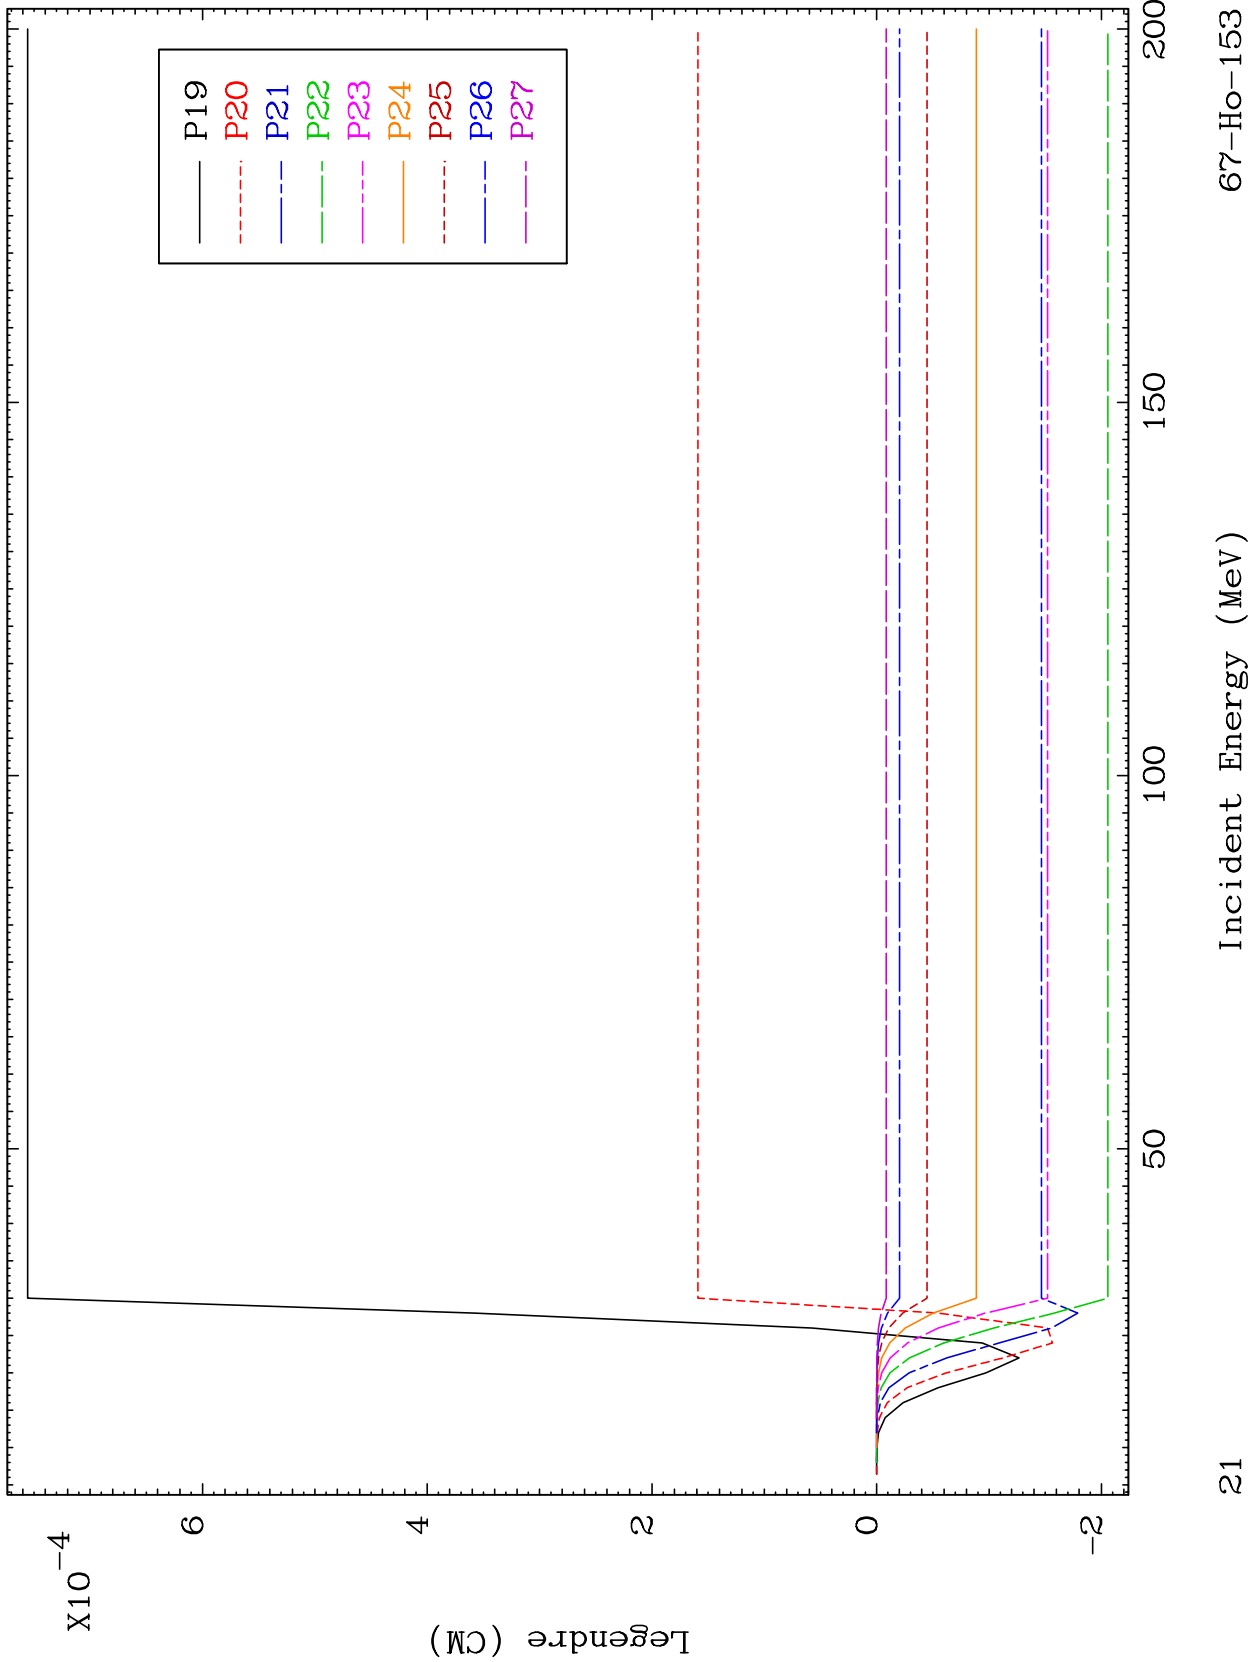 X10-4
6
4
2
0
-2
Legendre (CM)
P19
P20
P21
P22
P23
P24
P25
P26
P27
50
100
150
200
Incident Energy (MeV)
21
67-Ho-153